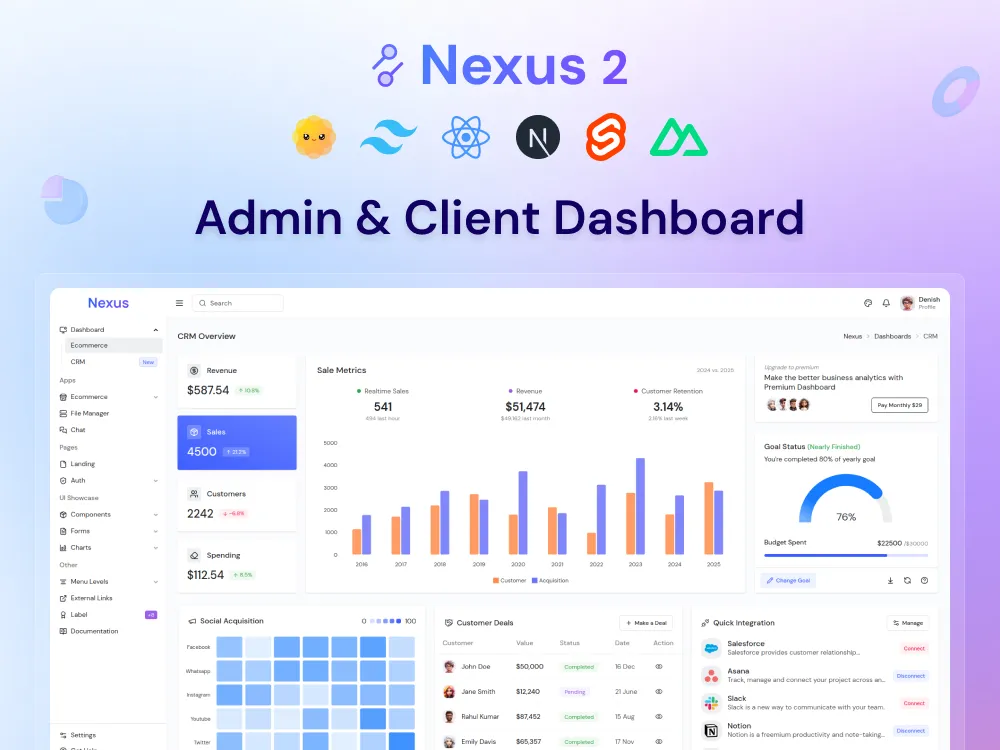 Nexus 2
N
Admin & Client Dashboard
Nexus
Search
Denish
Profile
Dashboard
Ecommerce
CRM
New
Apps
Ecommerce
File Manager
Chat
Pages
Landing
Auth
UI Showcase
Components
Forms
Charts
Other
Menu Levels
External Links
Label
Documentation
Settings
CRM Overview
Nexus
Dashboards
CRM
Revenue
$587.54
Sales
4500
Customers
2242
Spending
$112.54
Sale Metrics
2024 vs. 2025
Realtime Sales
541
494 last hour
Revenue
$51,474
Customer Retention
3.14%
5000
4000
3000
2000
1000
0
2016 2017 2018 2019 2020 2021 2022 2023 2024 2025
Customer Acquisition
Upgrade to premium
Make the better business analytics with
Premium Dashboard
Pay Monthly $29
Goal Status (Nearly Finished)
You're completed 80% of yearly goal
76%
Budget Spent
$22500 /$30000
Change Goal
Social Acquisition
0
100
Facebook
Whatsapp
Instagram
Youtube
Twitter
Customer Deals
Make a Deal
Customer Value Status Date Action
John Doe $50,000 Completed 16 Dec
Jane Smith $12,240 Pending 21 June
Rahul Kumar $87,452 Completed 15 Aug
Emily Davis $65,357 Completed 17 Nov
Quick Integration
Manage
Salesforce
Salesforce provides customer relationship...
Connect
Asana
Track, manage and connect your project across an...
Disconnect
Slack
Slack is a new way to communicate with your team.
Connect
Notion
Notion is a freemium productivity and note-taking...
Disconnect